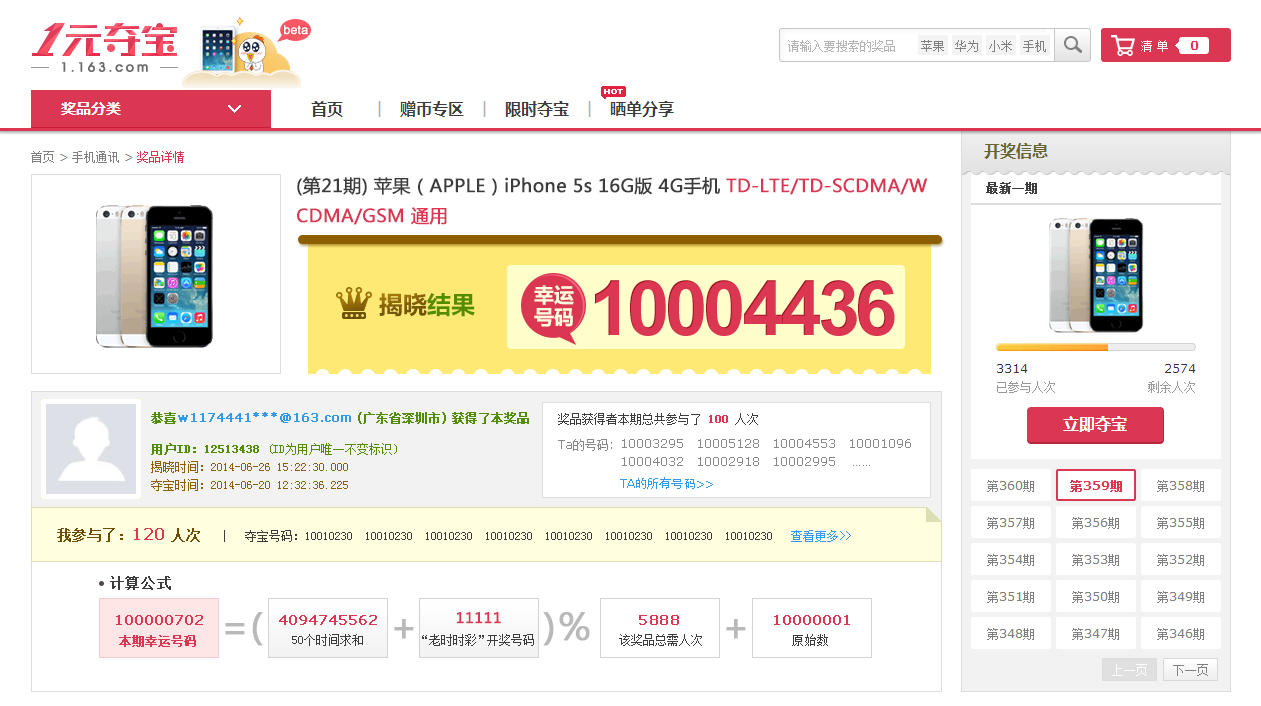 1元夺宝
1.163.com
beta
请输入要搜索的奖品 苹果 华为 小米 手机
清单 0
奖品分类
首页 | 赠币专区 | 限时夺宝 | 晒单分享
HOT
首页 > 手机通讯 > 奖品详情
(第21期) 苹果（APPLE）iPhone 5s 16G版 4G手机 TD-LTE/TD-SCDMA/W
CDMA/GSM 通用
揭晓结果
幸运
号码
10004436
恭喜w1174441***@163.com (广东省深圳市) 获得了本奖品
用户ID：12513438 (ID为用户唯一不变标识)
揭晓时间：2014-06-26 15:22:30.000
夺宝时间：2014-06-20 12:32:36.225
奖品获得者本期总共参与了 100 人次
Ta的号码： 10003295 10005128 10004553 10001096
10004032 10002918 10002995 ......
TA的所有号码>>
我参与了：120 人次 | 夺宝号码：10010230 10010230 10010230 10010230 10010230 10010230 10010230 10010230 查看更多>>
• 计算公式
100000702
本期幸运号码
=(
4094745562
50个时间求和
+
11111
“老时时彩”开奖号码
)%
5888
该奖品总需人次
+
10000001
原始数
开奖信息
最新一期
3314 2574
已参与人次 剩余人次
立即夺宝
第360期 第359期 第358期
第357期 第356期 第355期
第354期 第353期 第352期
第351期 第350期 第349期
第348期 第347期 第346期
上一页 下一页